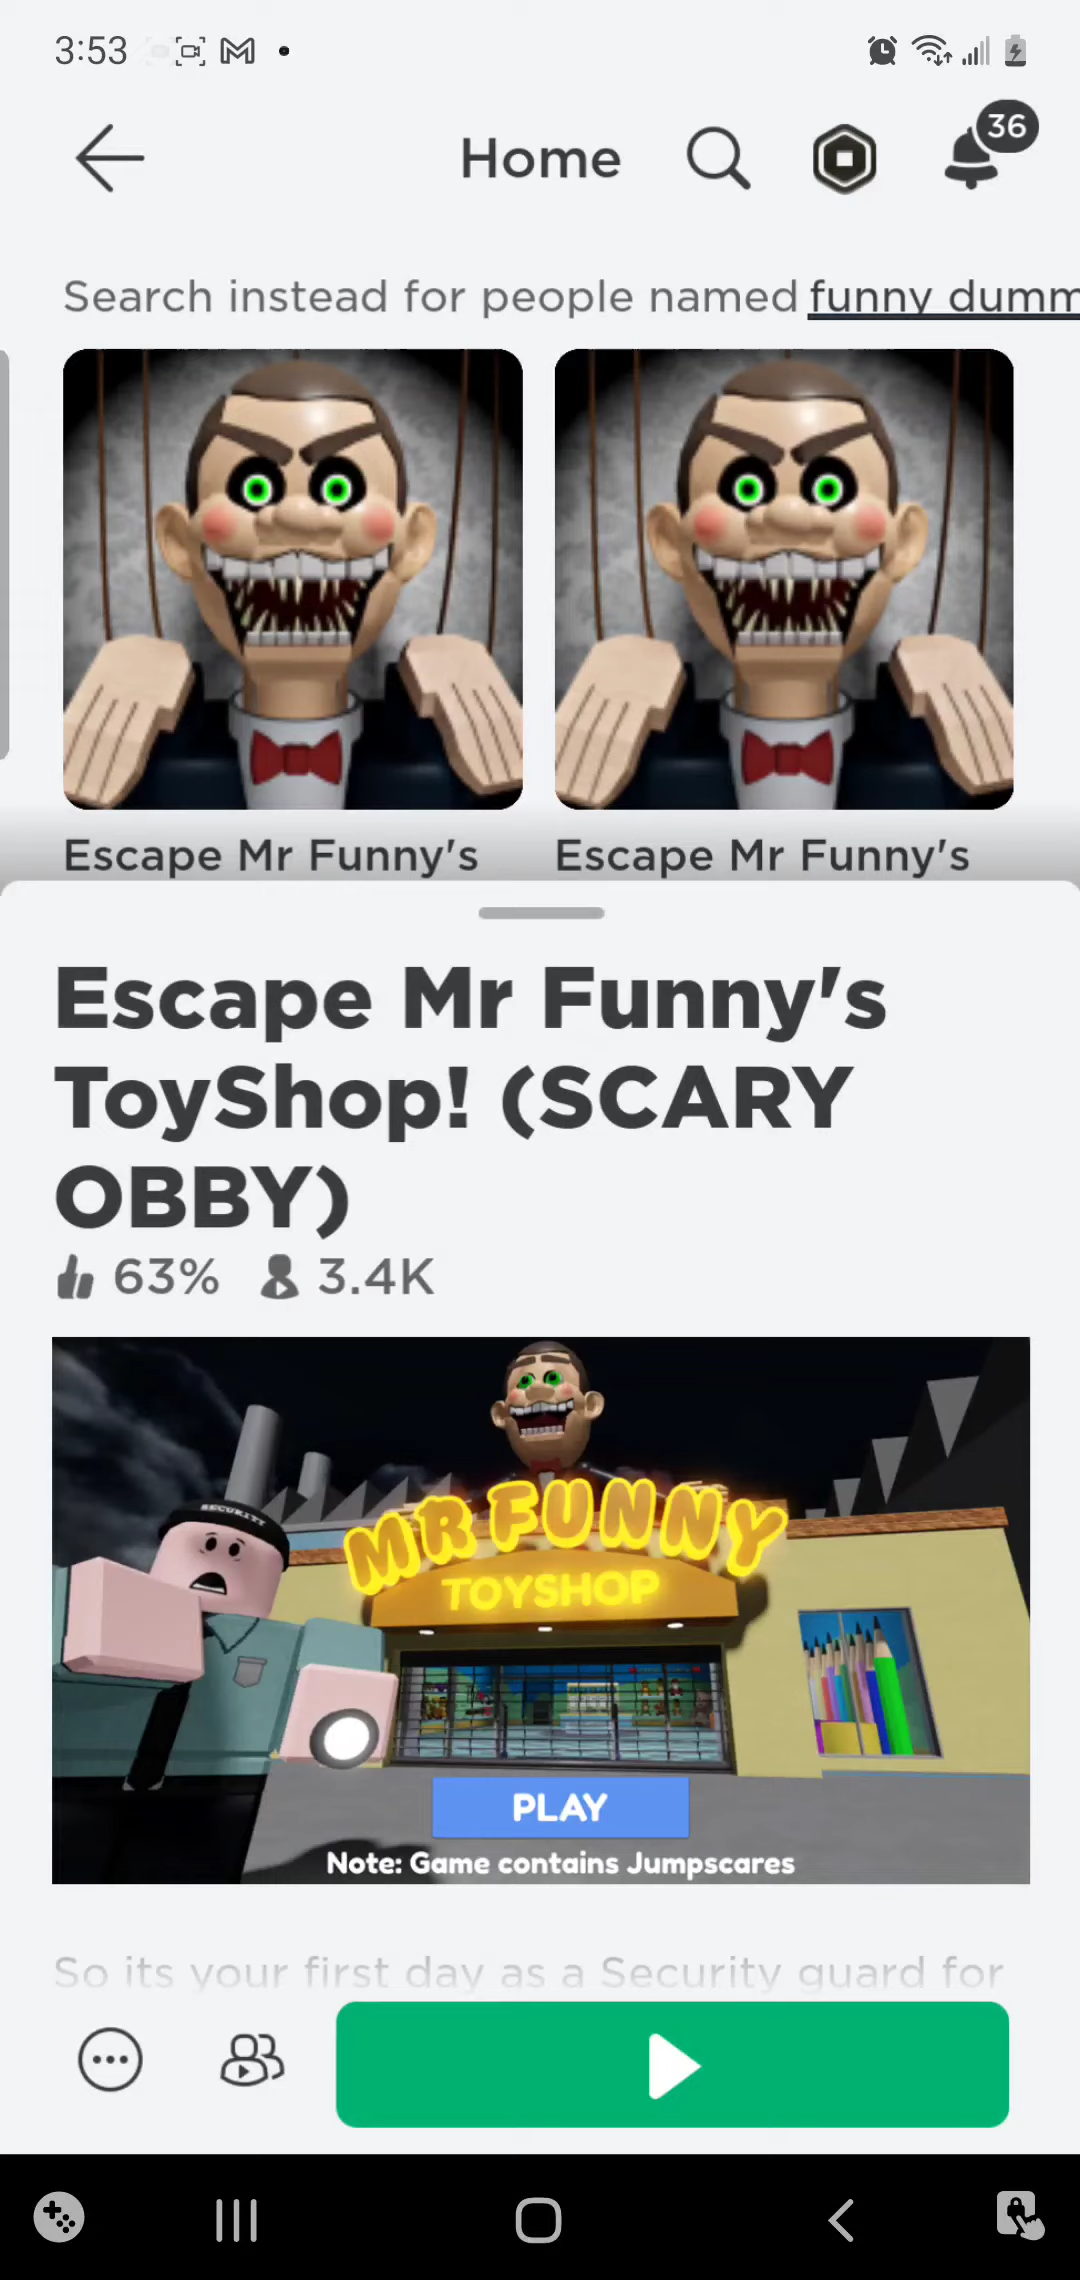 3:53
Home
36
Search instead for people named funny dumm
Escape Mr Funny's
Escape Mr Funny's
Escape Mr Funny's
ToyShop! (SCARY
OBBY)
63% 3.4K
SECURITY
MR FUNNY
TOYSHOP
PLAY
Note: Game contains Jumpscares
So its your first day as a Security guard for